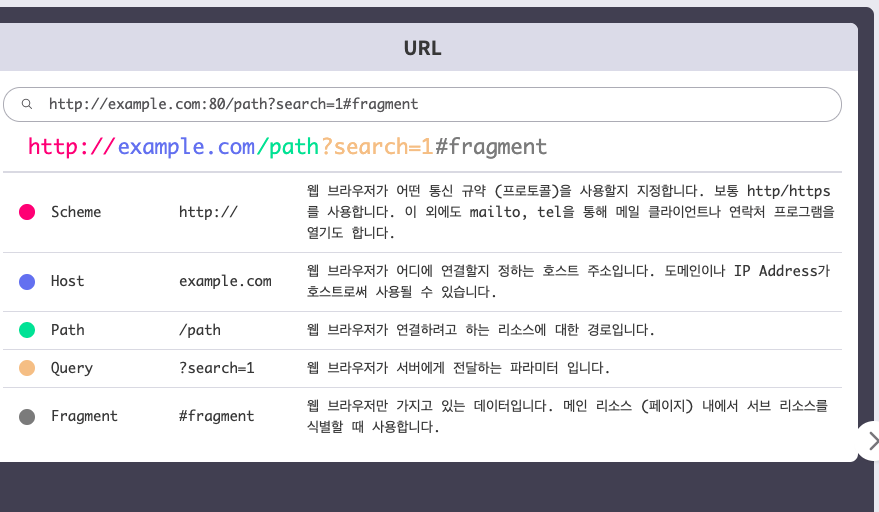 URL
http://example.com:80/path?search=1#fragment
http://example.com/path?search=1#fragment
Scheme http:// 웹 브라우저가 어떤 통신 규약 (프로토콜)을 사용할지 지정합니다. 보통 http/https
를 사용합니다. 이 외에도 mailto, tel을 통해 메일 클라이언트나 연락처 프로그램을
열기도 합니다.
Host example.com 웹 브라우저가 어디에 연결할지 정하는 호스트 주소입니다. 도메인이나 IP Address가
호스트로써 사용될 수 있습니다.
Path /path 웹 브라우저가 연결하려고 하는 리소스에 대한 경로입니다.
Query ?search=1 웹 브라우저가 서버에게 전달하는 파라미터 입니다.
Fragment #fragment 웹 브라우저만 가지고 있는 데이터입니다. 메인 리소스 (페이지) 내에서 서브 리소스를
식별할 때 사용합니다.